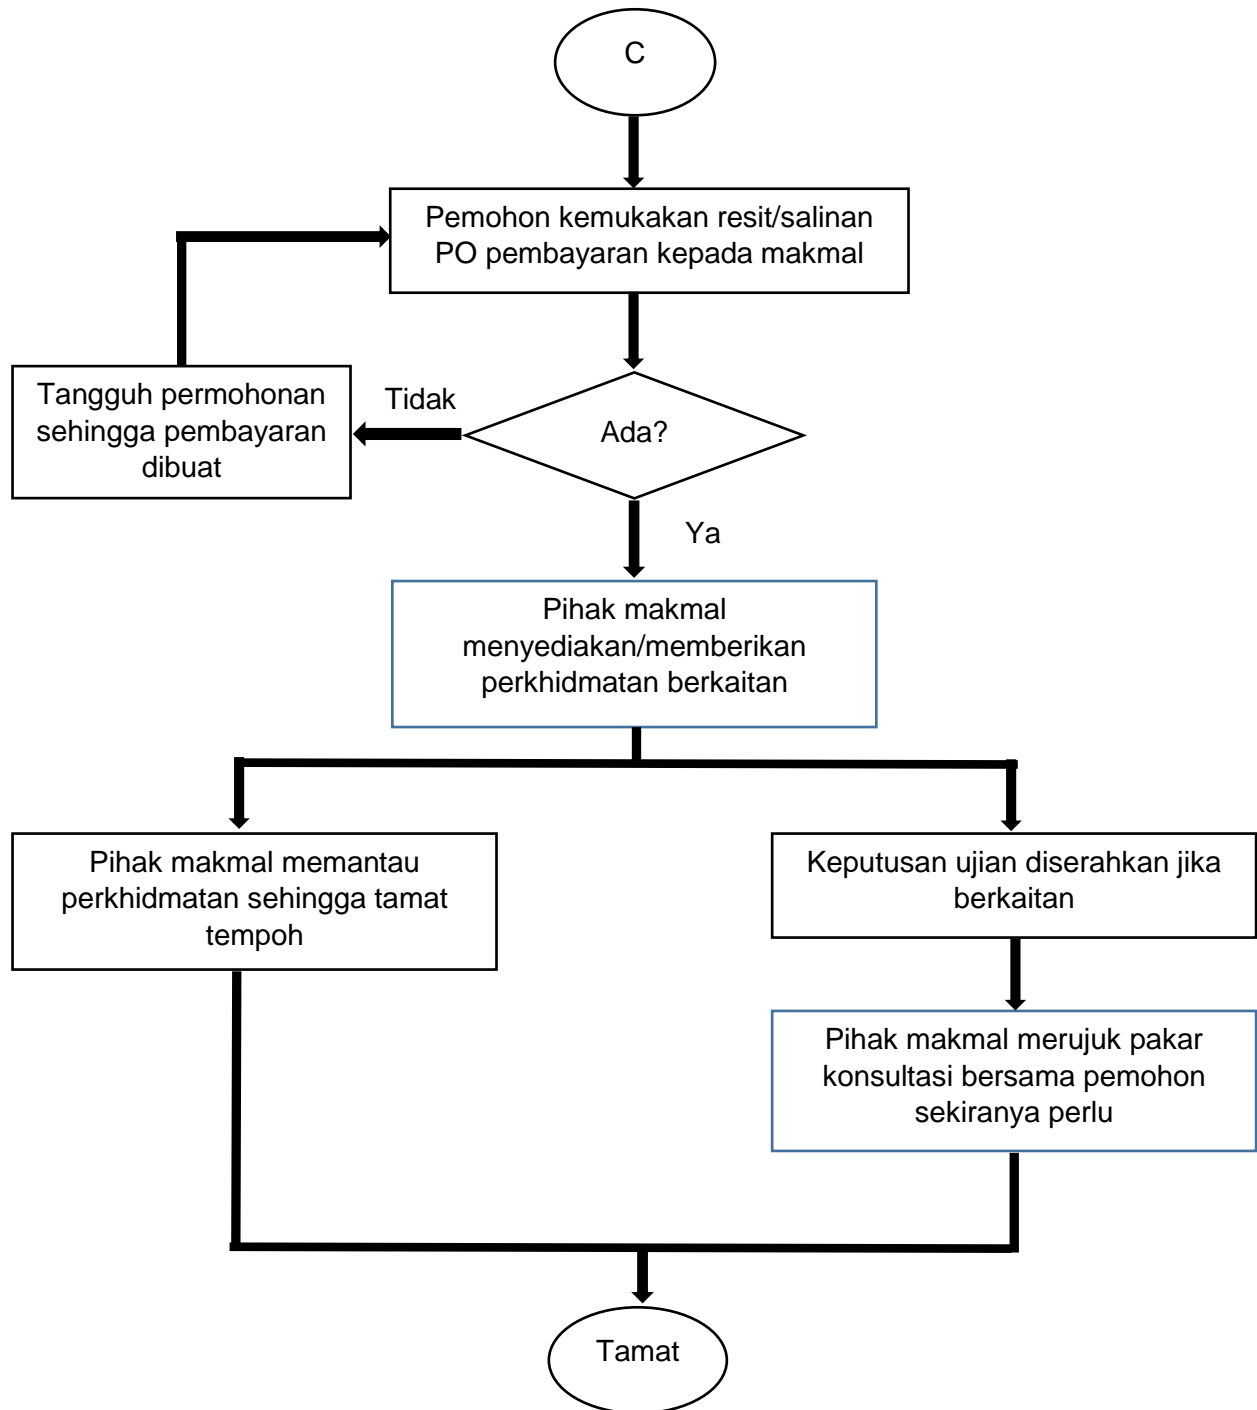 C
Pemohon kemukakan resit/salinan
PO pembayaran kepada makmal
Tangguh permohonan
sehingga pembayaran
dibuat
Tidak
Ada?
Ya
Pihak makmal
menyediakan/memberikan
perkhidmatan berkaitan
Pihak makmal memantau
perkhidmatan sehingga tamat
tempoh
Keputusan ujian diserahkan jika
berkaitan
Pihak makmal merujuk pakar
konsultasi bersama pemohon
sekiranya perlu
Tamat